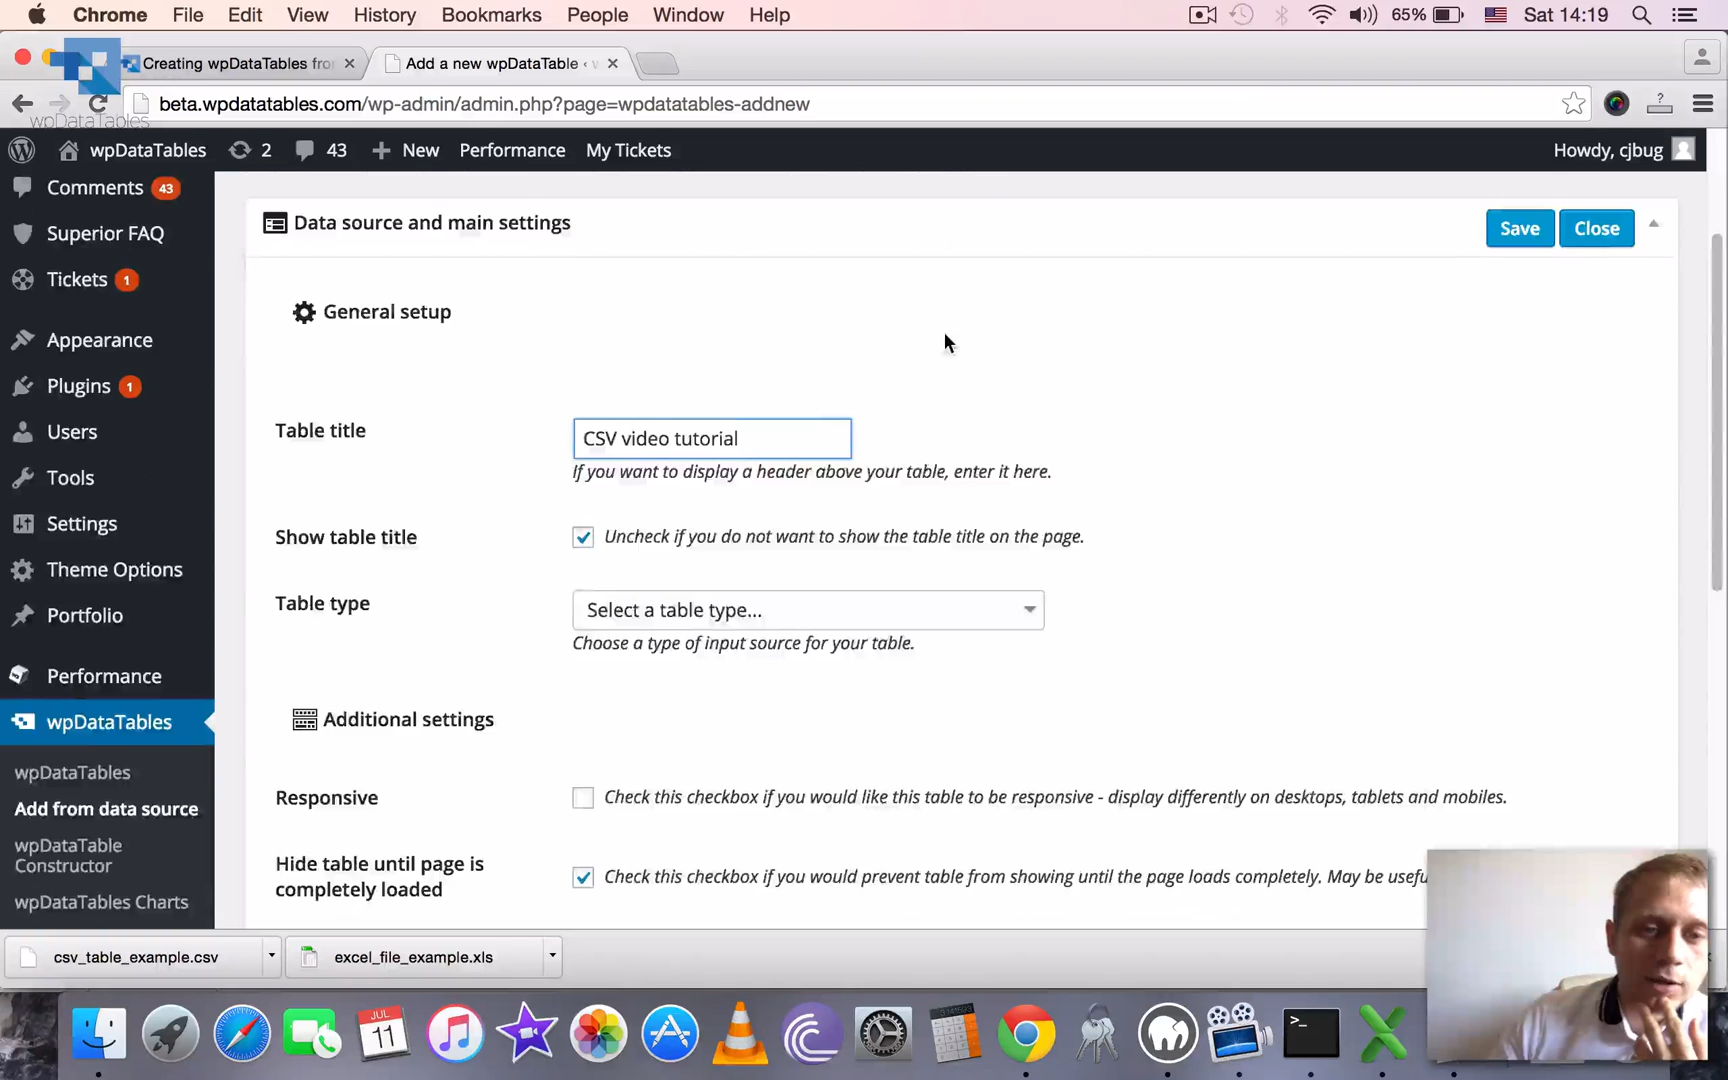 Chrome File Edit View History Bookmarks People Window Help 65% Sat 14:19
Creating wpDataTables fro Add a new wpDataTable ‹ w
beta.wpdatatables.com/wp-admin/admin.php?page=wpdatatables-addnew
wpDataTables
wpDataTables 2 43 New Performance My Tickets Howdy, cjbug
Comments 43
Superior FAQ
Tickets 1
Appearance
Plugins 1
Users
Tools
Settings
Theme Options
Portfolio
Performance
wpDataTables
wpDataTables
Add from data source
wpDataTable
Constructor
wpDataTables Charts
Data source and main settings Save Close
General setup
Table title CSV video tutorial
If you want to display a header above your table, enter it here.
Show table title Uncheck if you do not want to show the table title on the page.
Table type Select a table type...
Choose a type of input source for your table.
Additional settings
Responsive Check this checkbox if you would like this table to be responsive - display differently on desktops, tablets and mobiles.
Hide table until page is
completely loaded
Check this checkbox if you would prevent table from showing until the page loads completely. May be usefu
csv_table_example.csv excel_file_example.xls
JUL
11